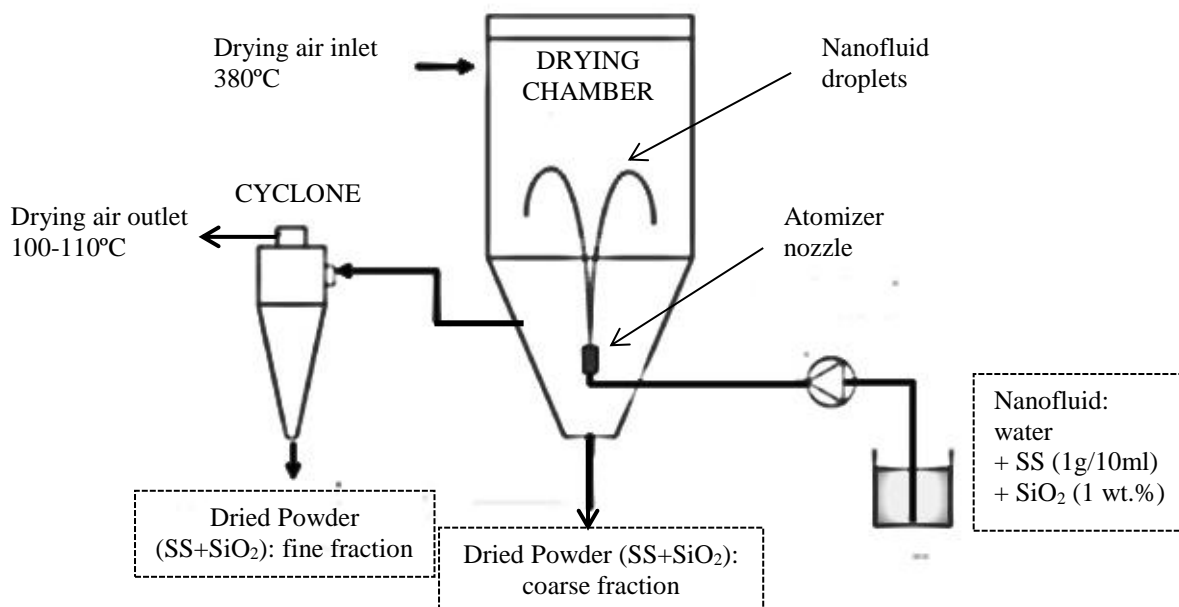 Drying air inlet
380ºC
DRYING
CHAMBER
Nanofluid
droplets
CYCLONE
Drying air outlet
100-110ºC
Atomizer
nozzle
Nanofluid:
water
+ SS (1g/10ml)
+ SiO₂ (1 wt.%)
Dried Powder
(SS+SiO₂): fine fraction
Dried Powder (SS+SiO₂):
coarse fraction